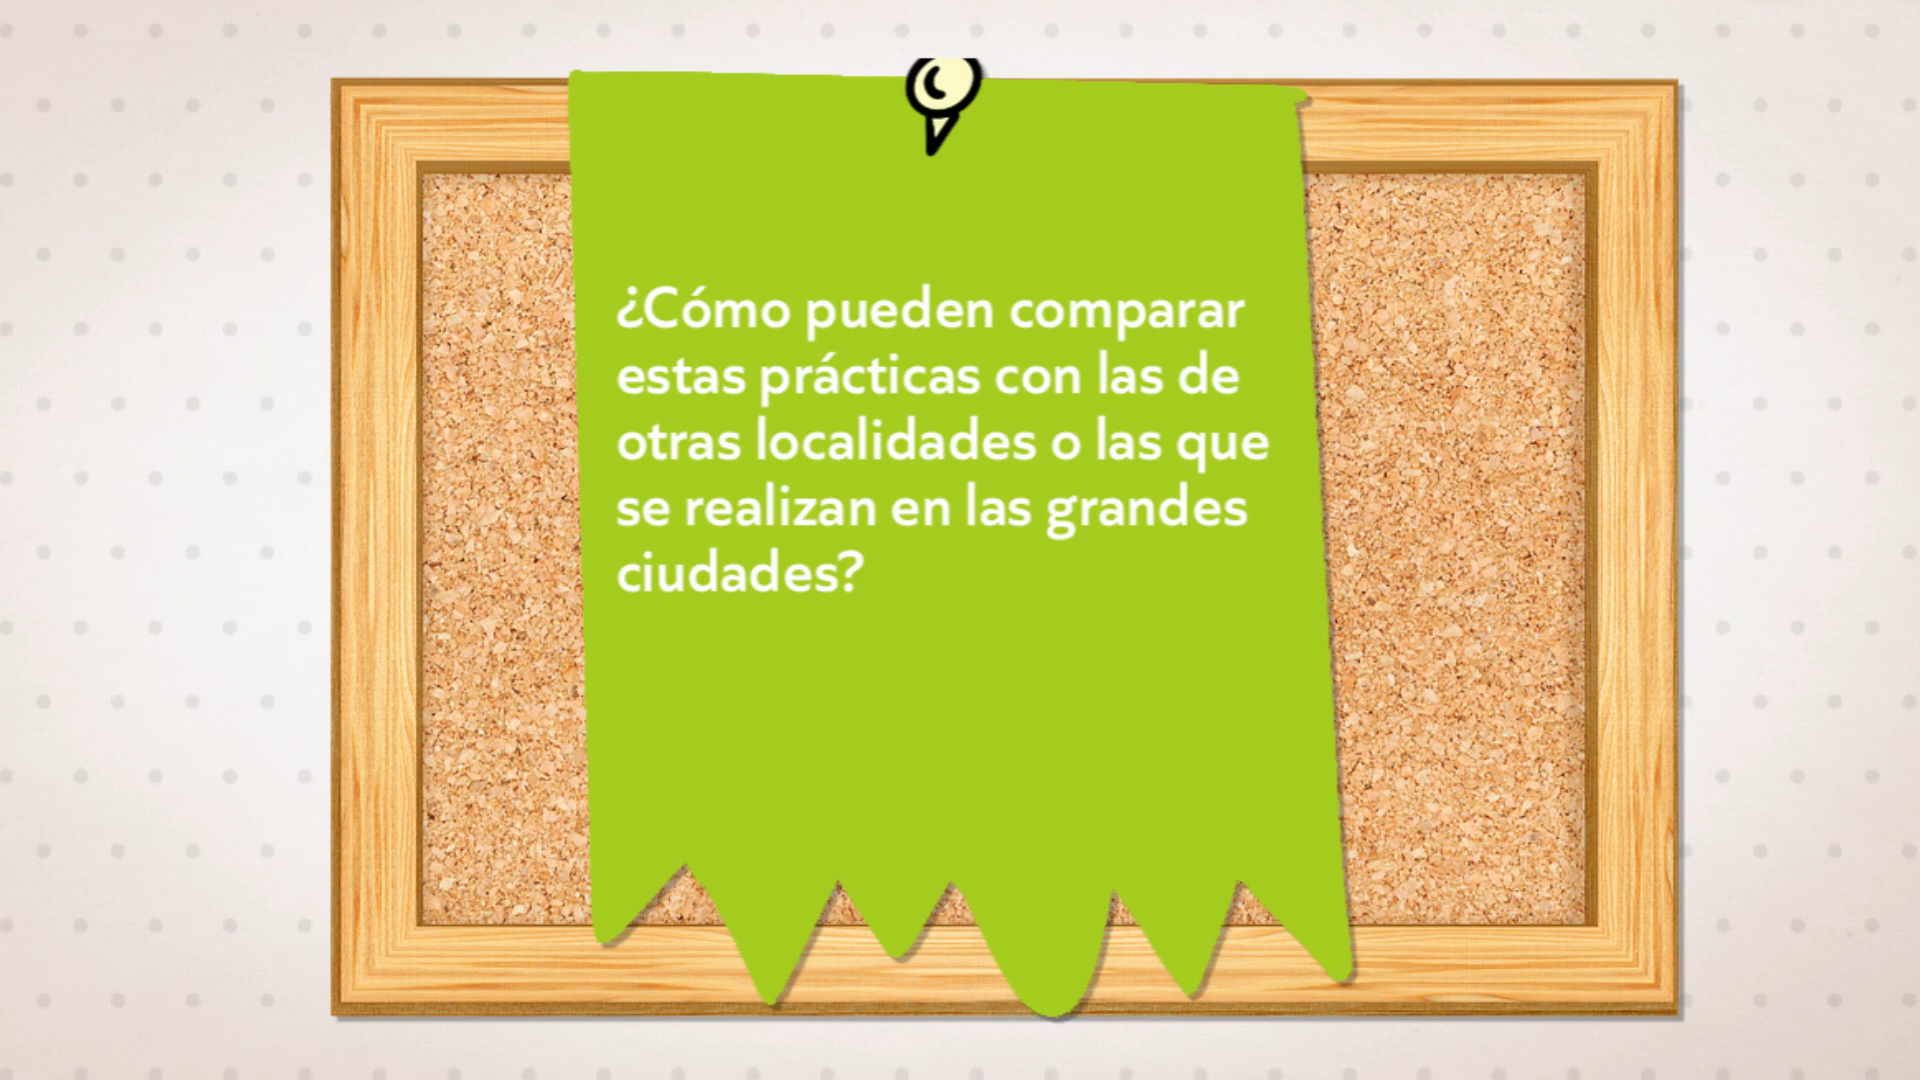 ¿Cómo pueden comparar
estas prácticas con las de
otras localidades o las que
se realizan en las grandes
ciudades?